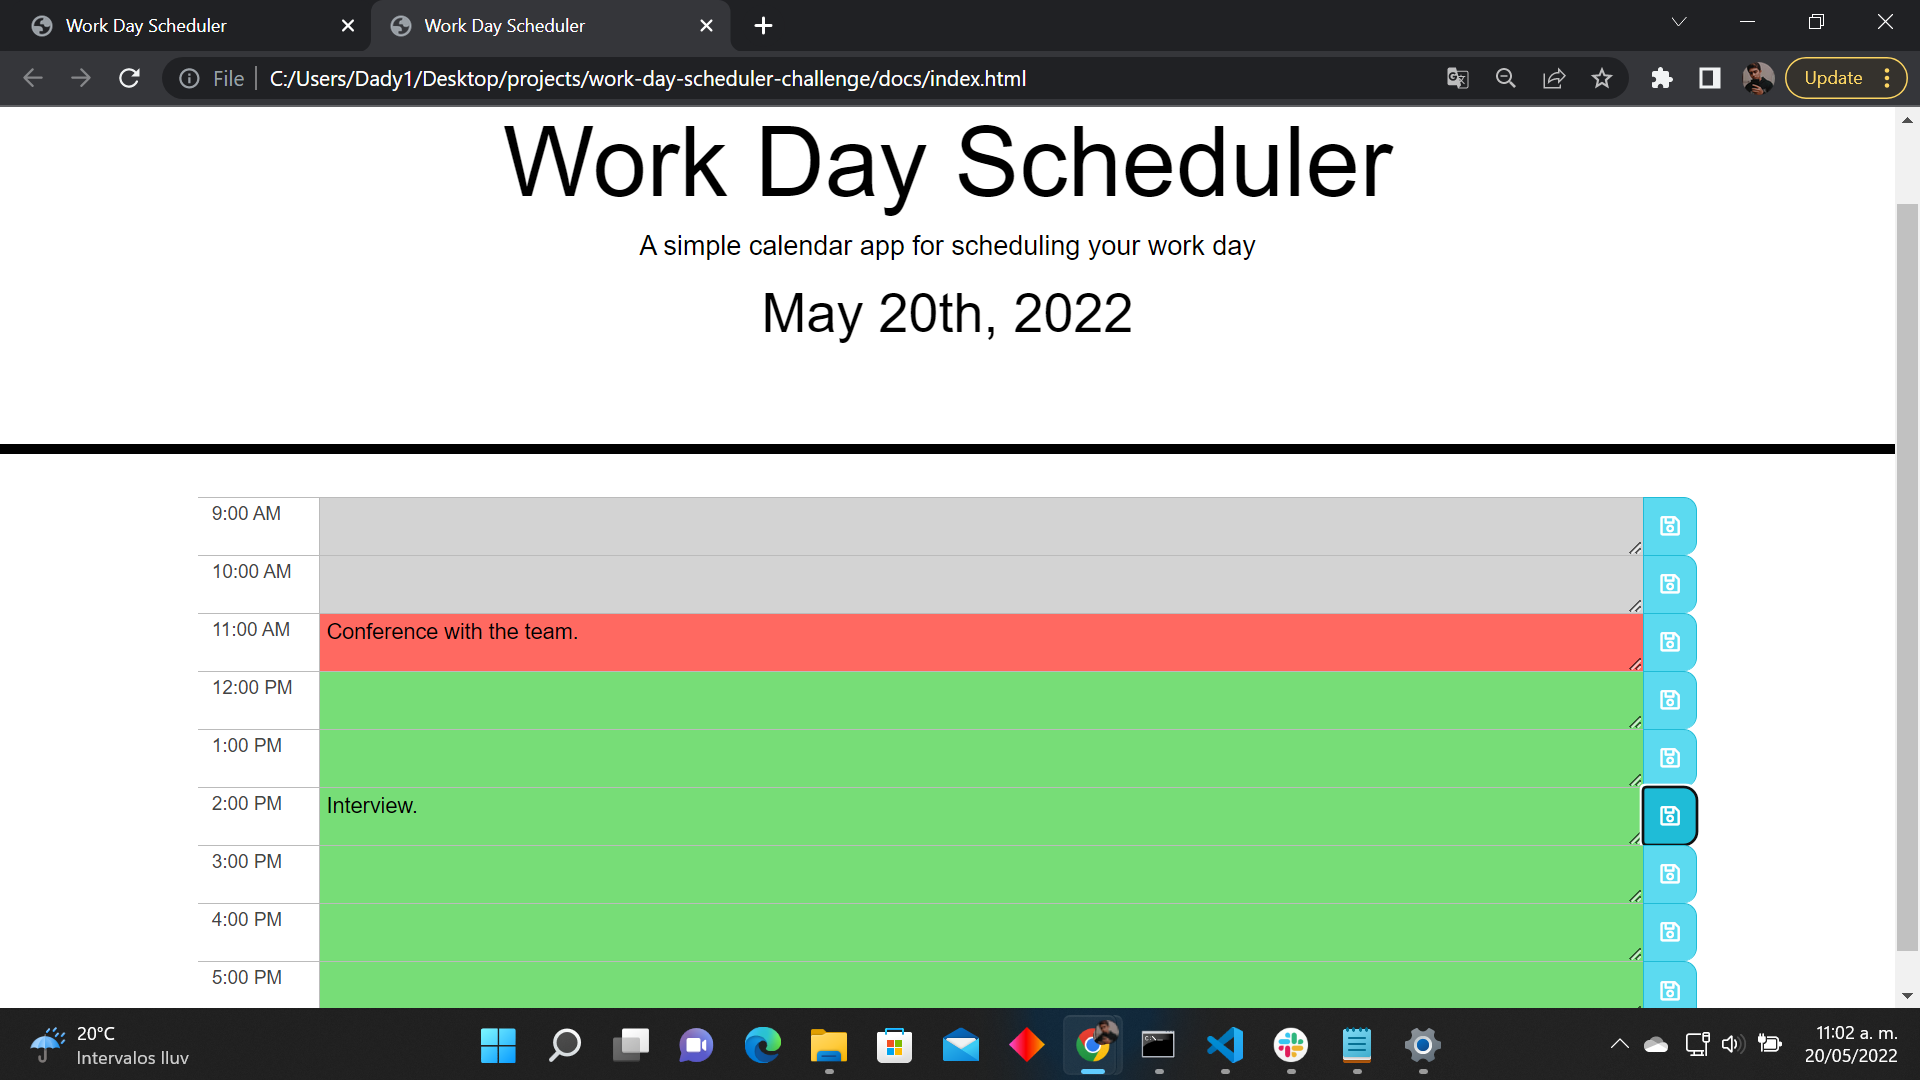 Work Day Scheduler
Work Day Scheduler
File
C:/Users/Dady1/Desktop/projects/work-day-scheduler-challenge/docs/index.html
Update
Work Day Scheduler
A simple calendar app for scheduling your work day
May 20th, 2022
9:00 AM
10:00 AM
11:00 AM Conference with the team.
12:00 PM
1:00 PM
2:00 PM Interview.
3:00 PM
4:00 PM
5:00 PM
20°C
Intervalos lluv
11:02 a. m.
20/05/2022